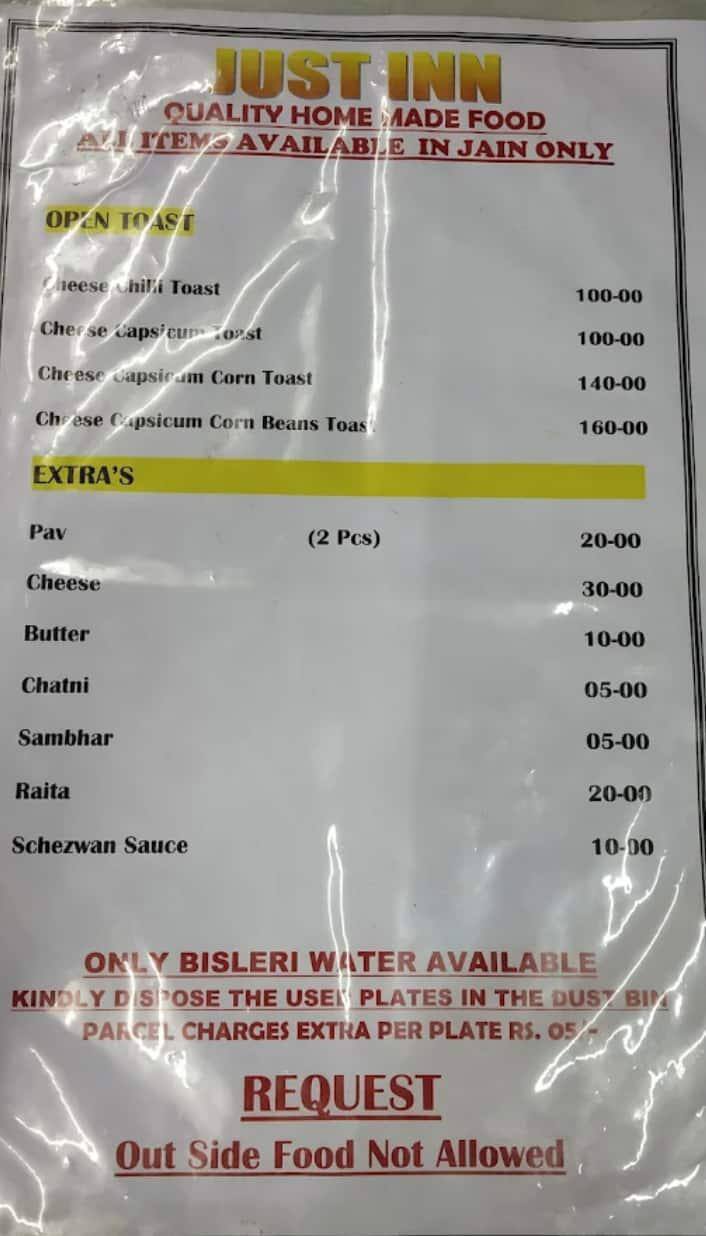 JUST INN
QUALITY HOME MADE FOOD
ALL ITEMS AVAILABLE IN JAIN ONLY
OPEN TOAST
Cheese Chilli Toast 100-00
Cheese Capsicum Toast 100-00
Cheese Capsicum Corn Toast 140-00
Cheese Capsicum Corn Beans Toast 160-00
EXTRA'S
Pav (2 Pcs) 20-00
Cheese 30-00
Butter 10-00
Chatni 05-00
Sambhar 05-00
Raita 20-00
Schezwan Sauce 10-00
ONLY BISLERI WATER AVAILABLE
KINDLY DISPOSE THE USED PLATES IN THE DUST BIN
PARCEL CHARGES EXTRA PER PLATE RS. 05/-
REQUEST
Out Side Food Not Allowed